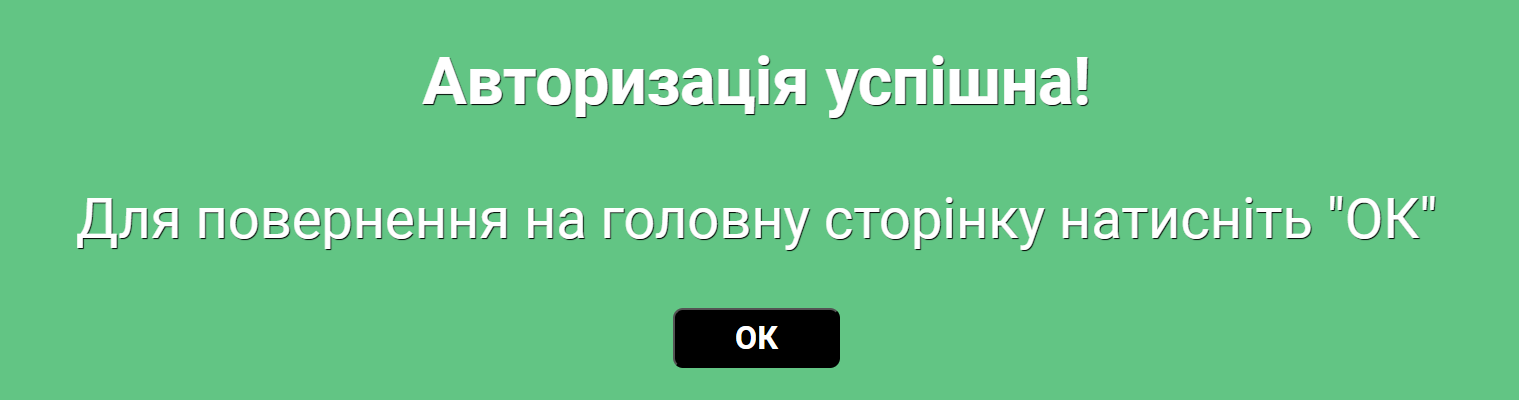 Авторизація успішна!
Для повернення на головну сторінку натисніть "ОК"
ОК